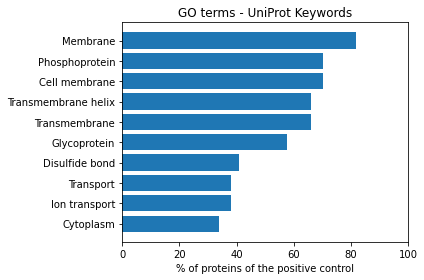 GO terms - UniProt Keywords
Membrane
Phosphoprotein
Cell membrane
Transmembrane helix
Transmembrane
Glycoprotein
Disulfide bond
Transport
Ion transport
Cytoplasm
0 20 40 60 80 100
% of proteins of the positive control